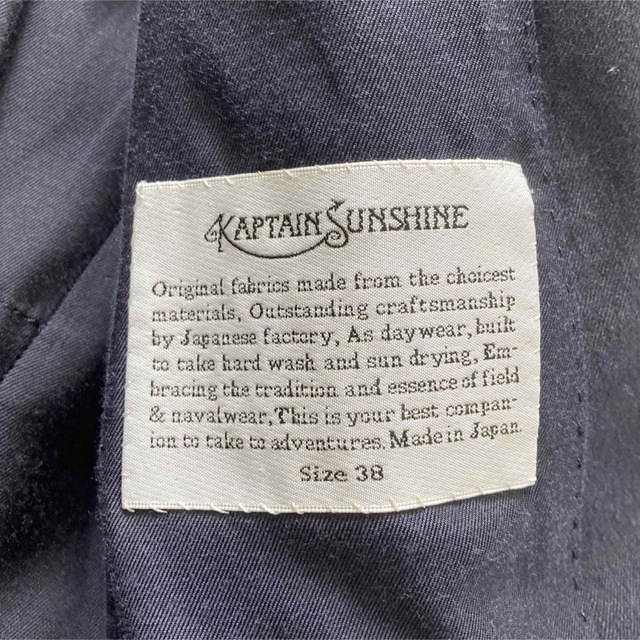 KAPTAIN SUNSHINE
Original fabrics made from the choicest
materials, Outstanding craftsmanship
by Japanese factory, As daywear, built
to take hard wash and sun drying, Em-
bracing the tradition and essence of field
& navalwear, This is your best compan-
ion to take to adventures. Made in Japan.
Size 38